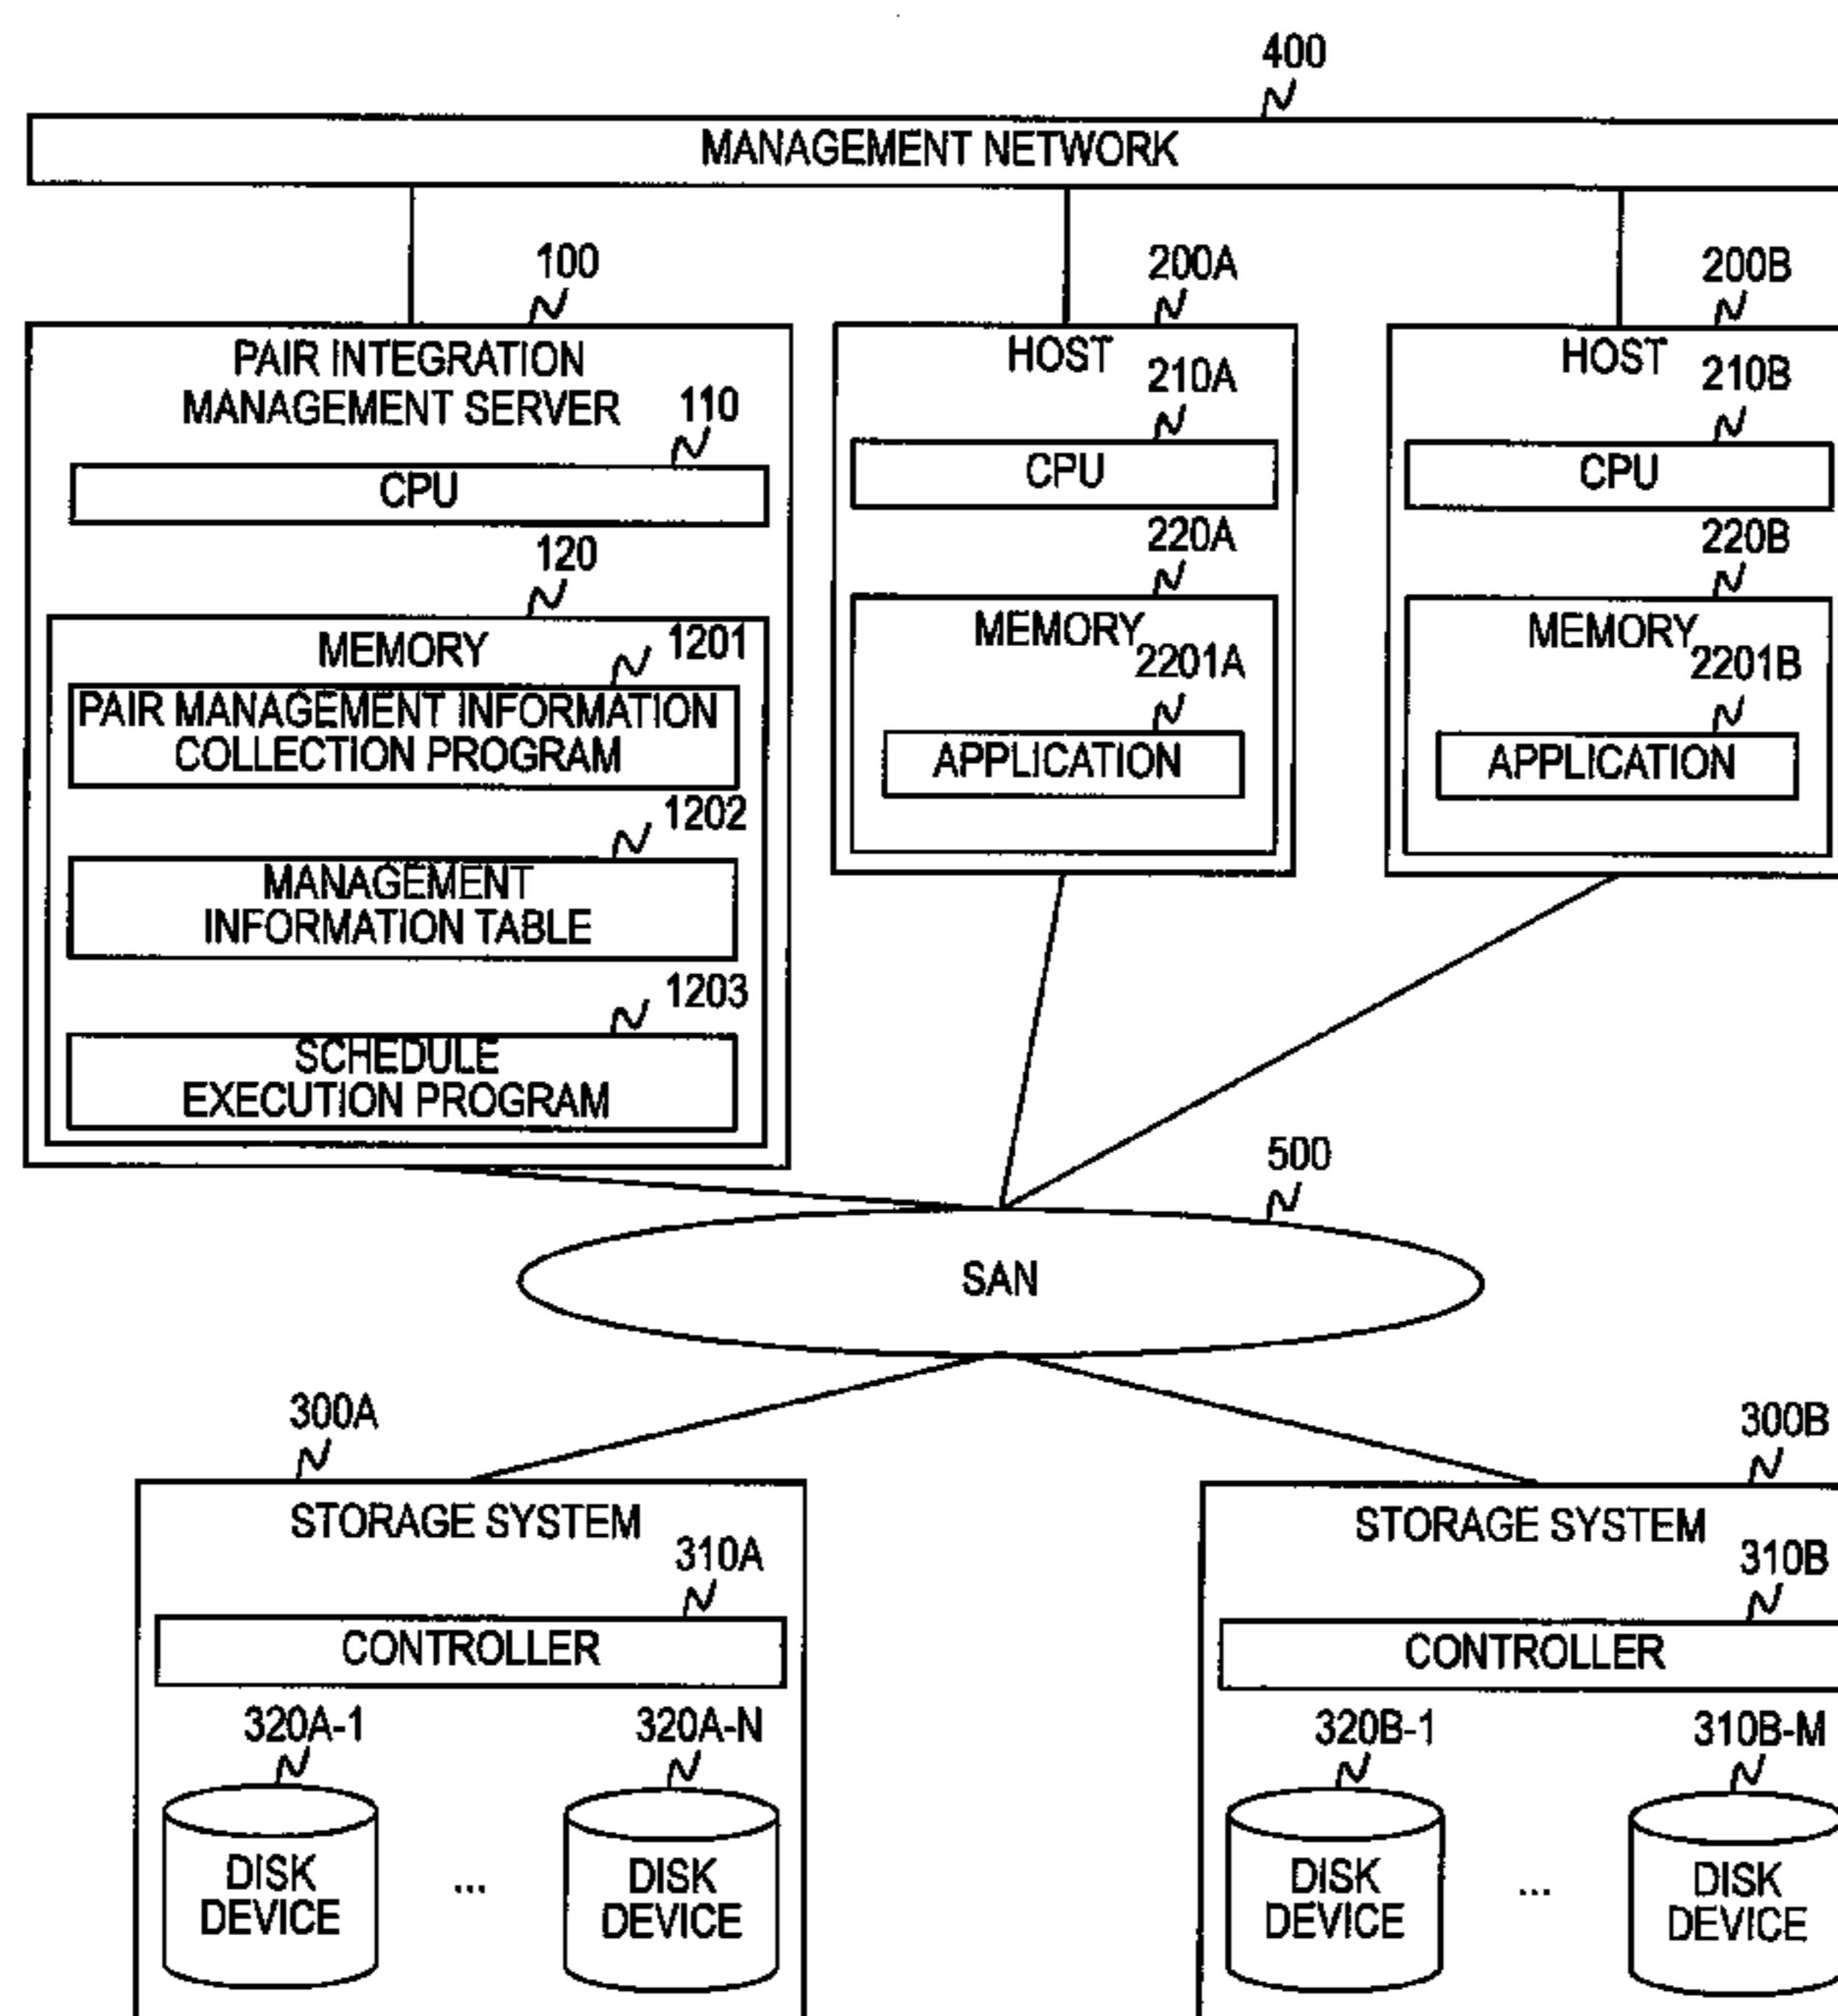 400
MANAGEMENT NETWORK
100
200A
200B
PAIR INTEGRATION
MANAGEMENT SERVER
110
CPU
120
MEMORY
1201
PAIR MANAGEMENT INFORMATION
COLLECTION PROGRAM
1202
MANAGEMENT
INFORMATION TABLE
1203
SCHEDULE
EXECUTION PROGRAM
HOST
210A
CPU
220A
MEMORY
2201A
APPLICATION
HOST
210B
CPU
220B
MEMORY
2201B
APPLICATION
500
SAN
300A
STORAGE SYSTEM
310A
CONTROLLER
320A-1
320A-N
DISK
DEVICE
...
DISK
DEVICE
300B
STORAGE SYSTEM
310B
CONTROLLER
320B-1
310B-M
DISK
DEVICE
...
DISK
DEVICE